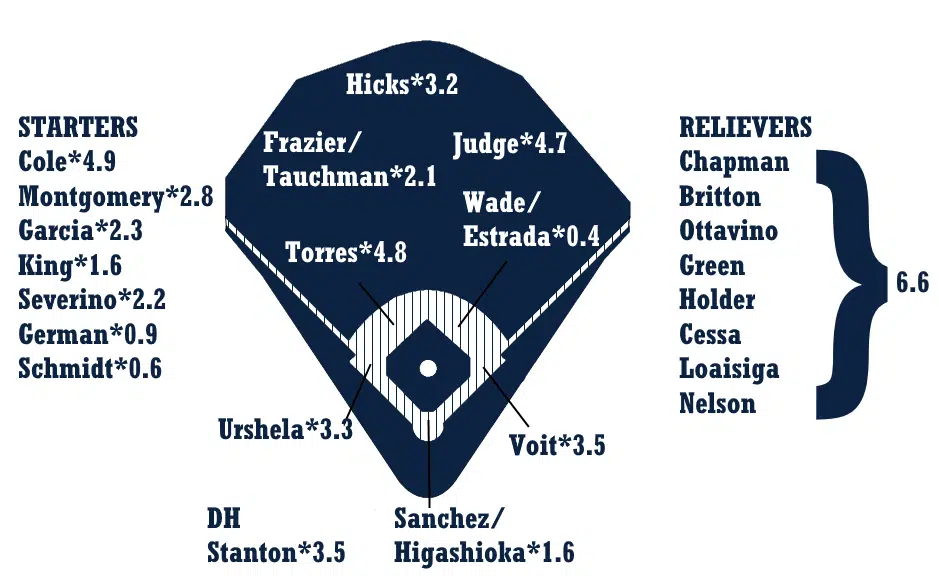 Hicks*3.2
Frazier/
Tauchman*2.1
Judge*4.7
Wade/
Estrada*0.4
Torres*4.8
STARTERS
Cole*4.9
Montgomery*2.8
Garcia*2.3
King*1.6
Severino*2.2
German*0.9
Schmidt*0.6
RELIEVERS
Chapman
Britton
Ottavino
Green
Holder
Cessa
Loaisiga
Nelson
6.6
Urshela*3.3
Voit*3.5
DH
Stanton*3.5
Sanchez/
Higashioka*1.6